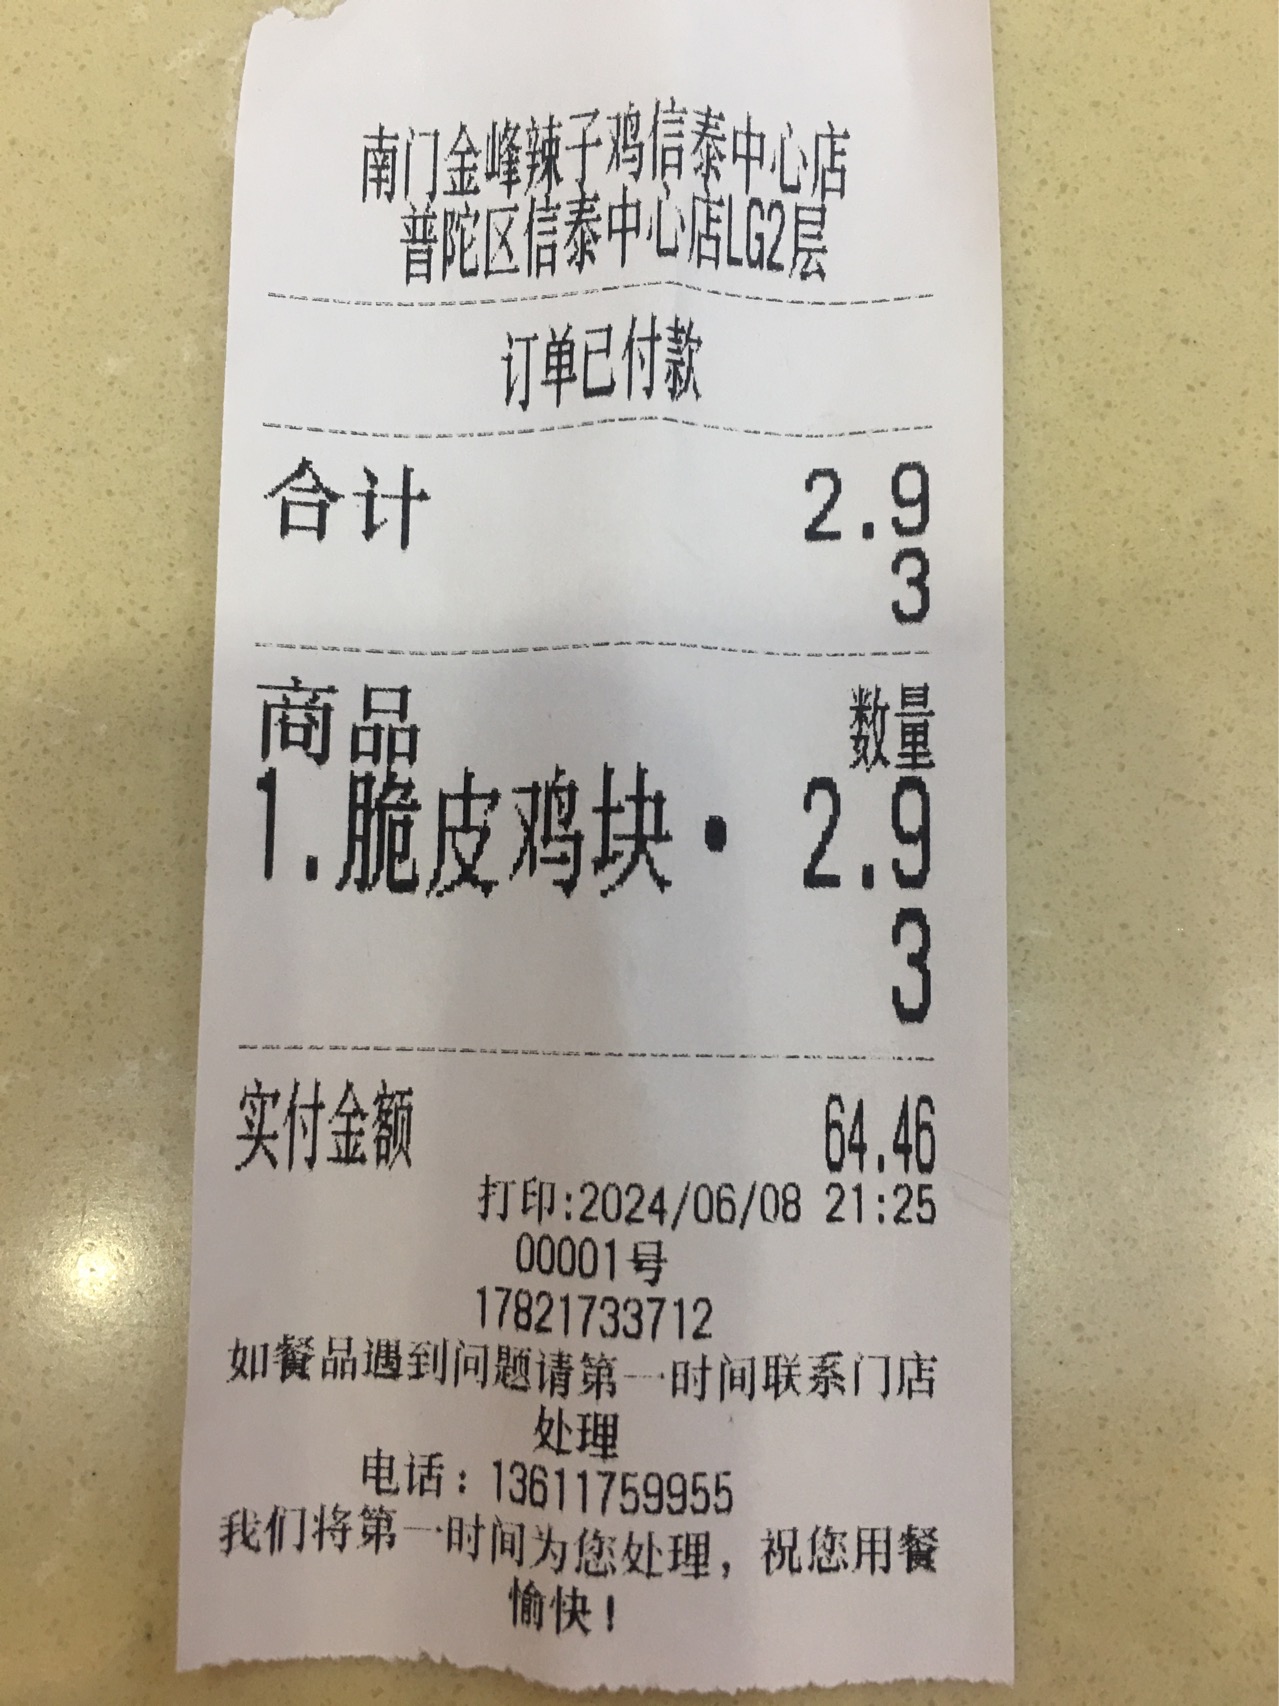 南门金峰辣子鸡信泰中心店
普陀区信泰中心店LG2层
订单已付款
合计 2.9
3
商品 数量
1.脆皮鸡块· 2.9
3
实付金额 64.46
打印:2024/06/08 21:25
00001号
17821733712
如餐品遇到问题请第一时间联系门店
处理
电话：13611759955
我们将第一时间为您处理，祝您用餐
愉快！